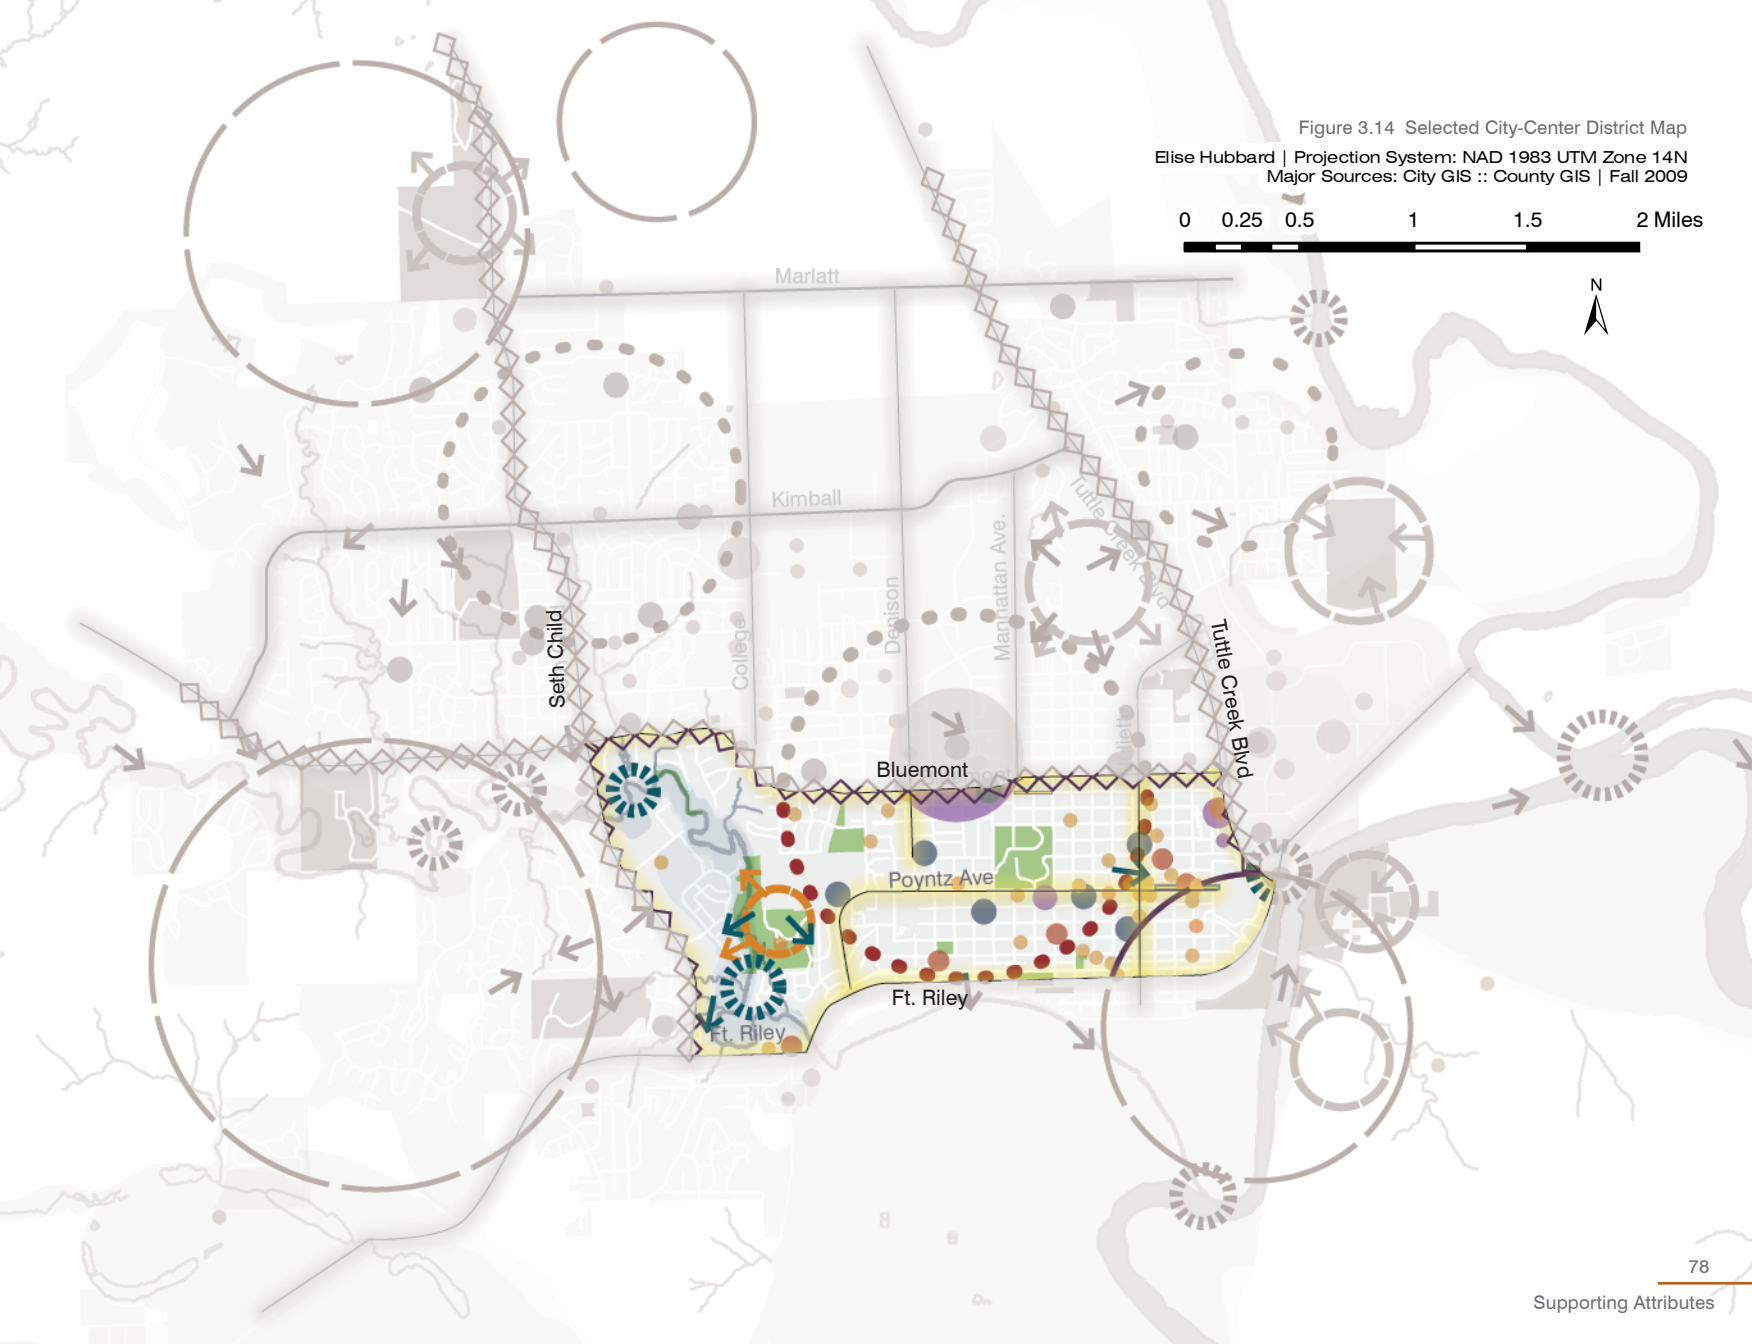 Figure 3.14 Selected City-Center District Map
Elise Hubbard | Projection System: NAD 1983 UTM Zone 14N
Major Sources: City GIS :: County GIS | Fall 2009
0 0.25 0.5 1 1.5 2 Miles
N
Marlatt
Kimball
Tuttle Creek Blvd
Manhattan Ave.
Denison
College
Seth Child
Tuttle Creek Blvd
Bluemont
Poyntz Ave
Ft. Riley
Ft. Riley
78
Supporting Attributes